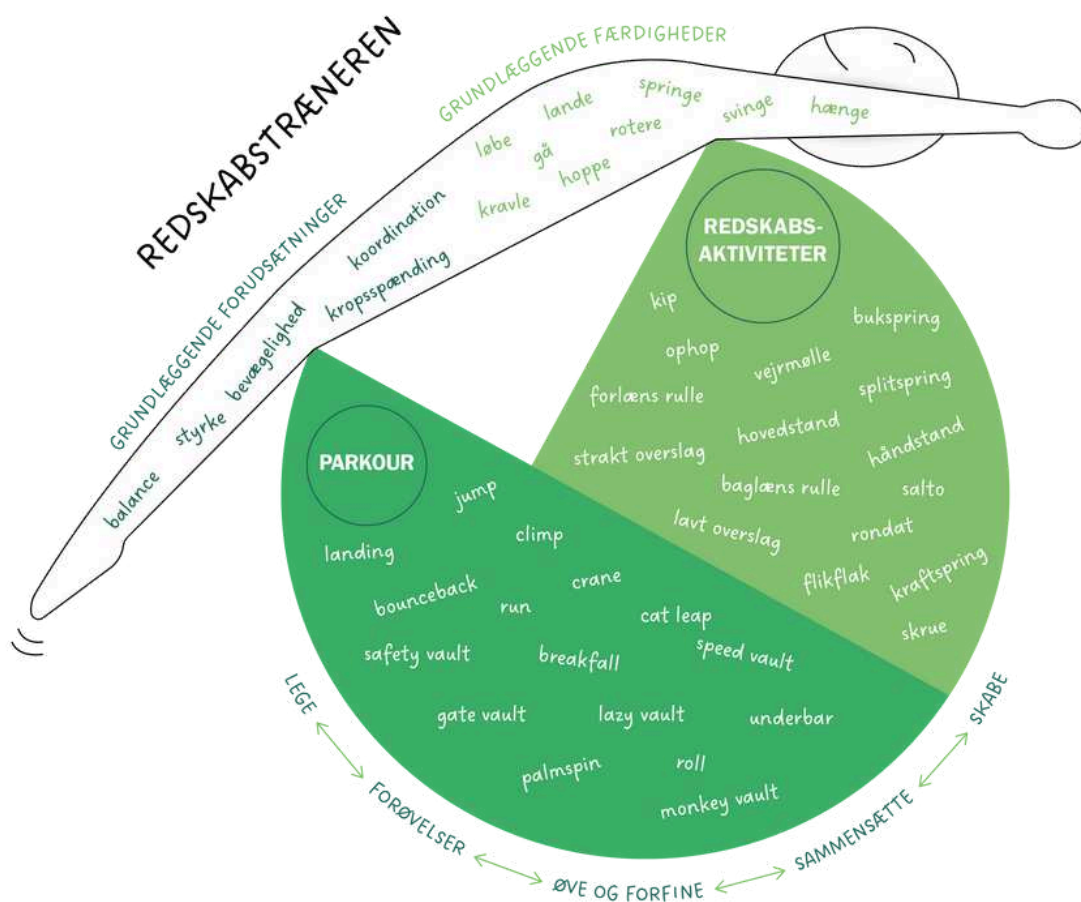 REDSKABSTRÆNEREN
GRUNDLÆGGENDE FORUDSÆTNINGER
balance
styrke
bevægelighed
kropsspænding
koordination
GRUNDLÆGGENDE FÆRDIGHEDER
løbe
lande
springe
gå
rotere
svinge
hænge
kravle
hoppe
REDSKABS-
AKTIVITETER
kip
bukspring
ophop
vejrmølle
splitspring
forlæns rulle
hovedstand
håndstand
strakt overslag
baglæns rulle
salto
lavt overslag
rondat
flikflak
kraftspring
skrue
PARKOUR
jump
landing
climp
bounceback
crane
run
cat leap
safety vault
breakfall
speed vault
gate vault
lazy vault
underbar
palmspin
roll
monkey vault
LEGE
FORØVELSER
ØVE OG FORFINE
SAMMENSÆTTE
SKABE